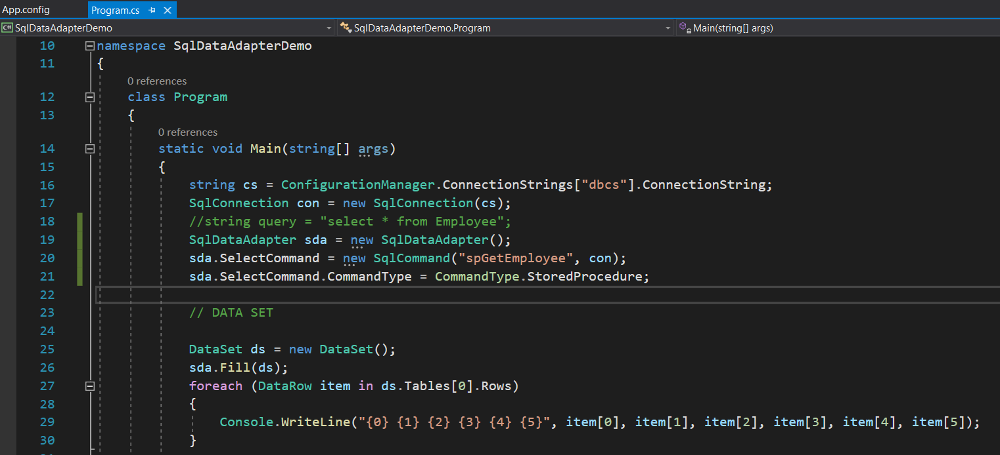 App.config Program.cs
C# SqlDataAdapterDemo SqlDataAdapterDemo.Program Main(string[] args)
10 namespace SqlDataAdapterDemo
11 {
0 references
12 class Program
13 {
0 references
14 static void Main(string[] args)
15 {
16 string cs = ConfigurationManager.ConnectionStrings["dbcs"].ConnectionString;
17 SqlConnection con = new SqlConnection(cs);
18 //string query = "select * from Employee";
19 SqlDataAdapter sda = new SqlDataAdapter();
20 sda.SelectCommand = new SqlCommand("spGetEmployee", con);
21 sda.SelectCommand.CommandType = CommandType.StoredProcedure;
22
23 // DATA SET
24
25 DataSet ds = new DataSet();
26 sda.Fill(ds);
27 foreach (DataRow item in ds.Tables[0].Rows)
28 {
29 Console.WriteLine("{0} {1} {2} {3} {4} {5}", item[0], item[1], item[2], item[3], item[4], item[5]);
30 }